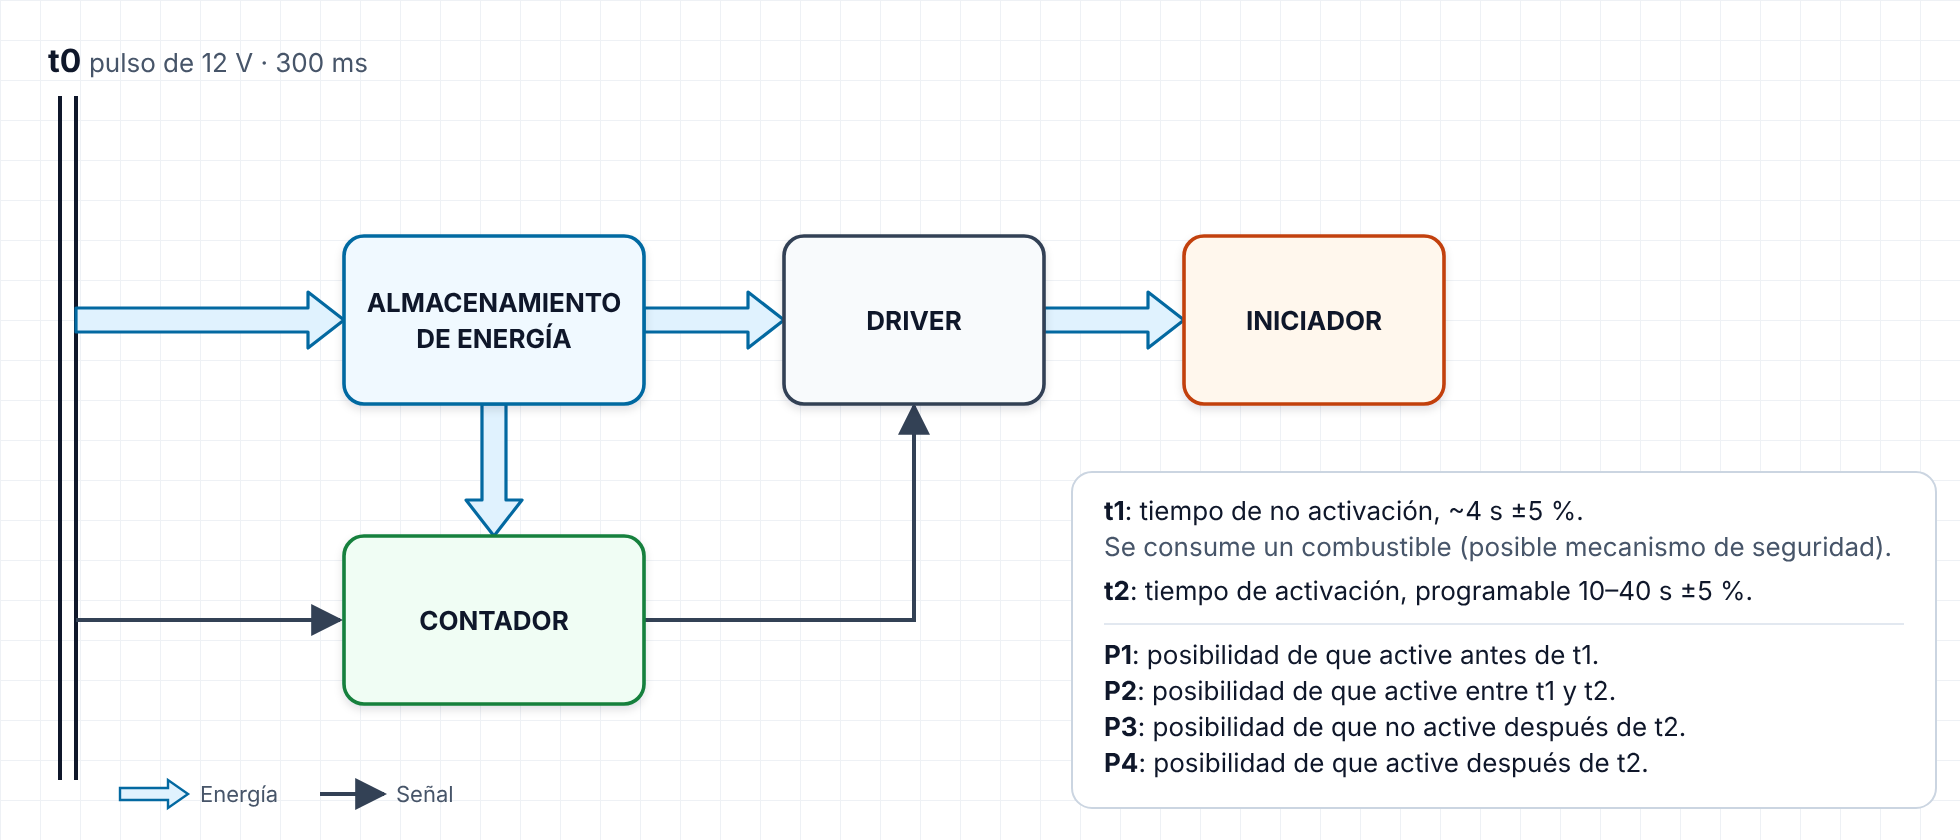 t0 pulso de 12 V · 300 ms
ALMACENAMIENTO
DE ENERGÍA
DRIVER
INICIADOR
CONTADOR
t1: tiempo de no activación, ~4 s ±5 %.
Se consume un combustible (posible mecanismo de seguridad).
t2: tiempo de activación, programable 10–40 s ±5 %.
P1: posibilidad de que active antes de t1.
P2: posibilidad de que active entre t1 y t2.
P3: posibilidad de que no active después de t2.
P4: posibilidad de que active después de t2.
Energía
Señal